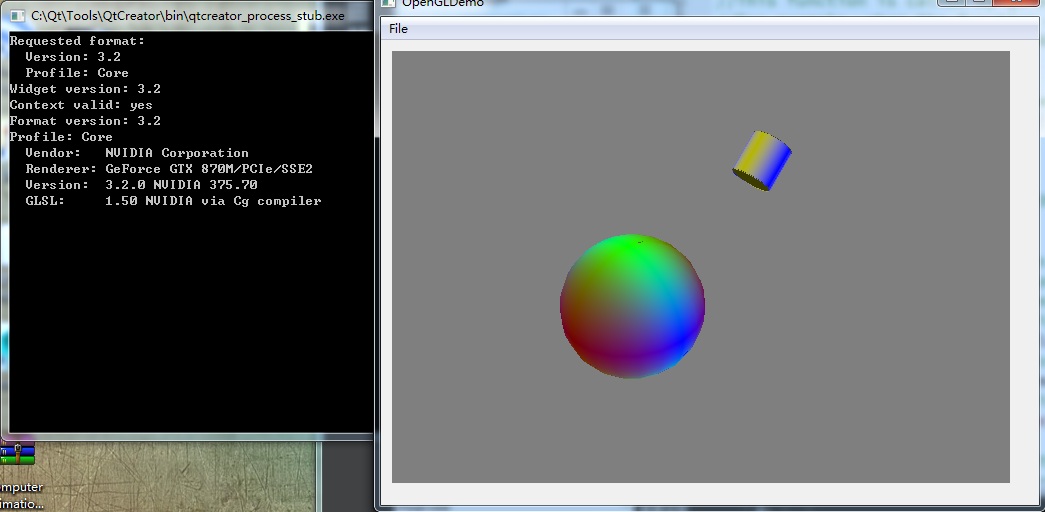 C:\Qt\Tools\QtCreator\bin\qtcreator_process_stub.exe
Requested format:
Version: 3.2
Profile: Core
Widget version: 3.2
Context valid: yes
Format version: 3.2
Profile: Core
Vendor: NVIDIA Corporation
Renderer: GeForce GTX 870M/PCIe/SSE2
Version: 3.2.0 NVIDIA 375.70
GLSL: 1.50 NVIDIA via Cg compiler
OpenGLDemo
File
mputer
imatio...